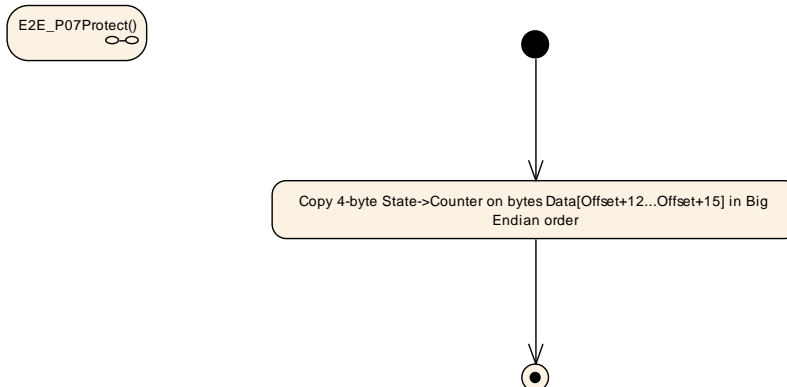 E2E_P07Protect()
Copy 4-byte State->Counter on bytes Data[Offset+12...Offset+15] in Big
Endian order